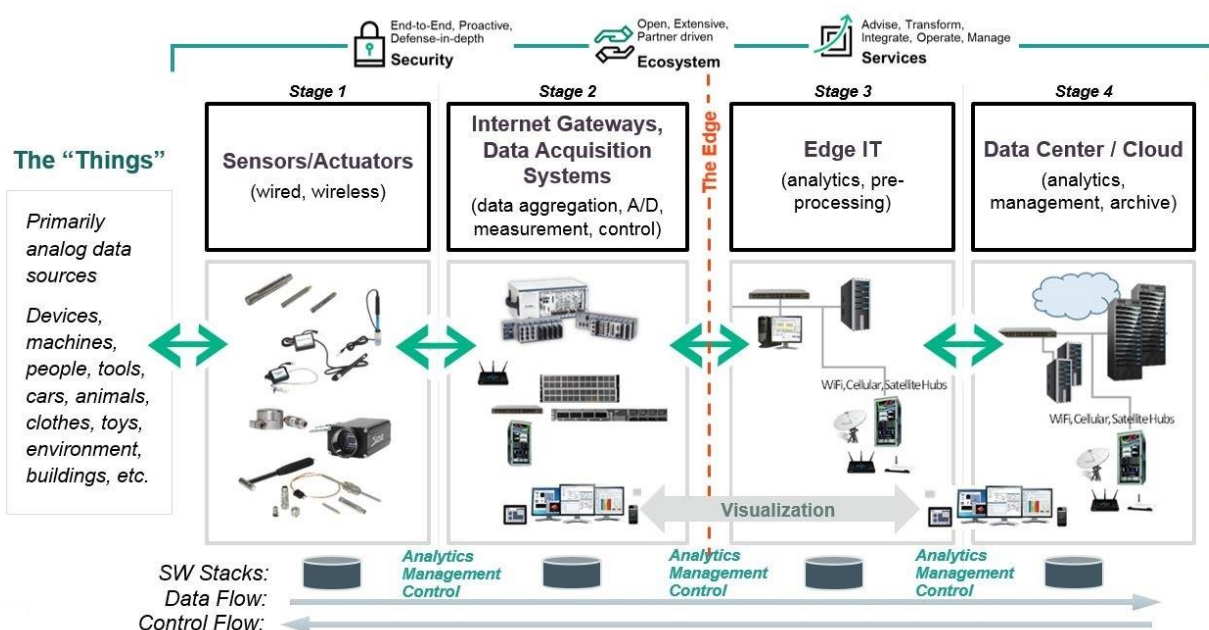 End-to-End, Proactive,
Defense-in-depth
Security
Open, Extensive,
Partner driven
Ecosystem
Advise, Transform,
Integrate, Operate, Manage
Services
Stage 1
Stage 2
Stage 3
Stage 4
The “Things”
Primarily
analog data
sources
Devices,
machines,
people, tools,
cars, animals,
clothes, toys,
environment,
buildings, etc.
Sensors/Actuators
(wired, wireless)
Internet Gateways,
Data Acquisition
Systems
(data aggregation, A/D,
measurement, control)
The Edge
Edge IT
(analytics, pre-
processing)
Data Center / Cloud
(analytics,
management, archive)
WiFi, Cellular, Satellite Hubs
WiFi, Cellular, Satellite Hubs
Visualization
SW Stacks:
Data Flow:
Control Flow:
Analytics
Management
Control
Analytics
Management
Control
Analytics
Management
Control